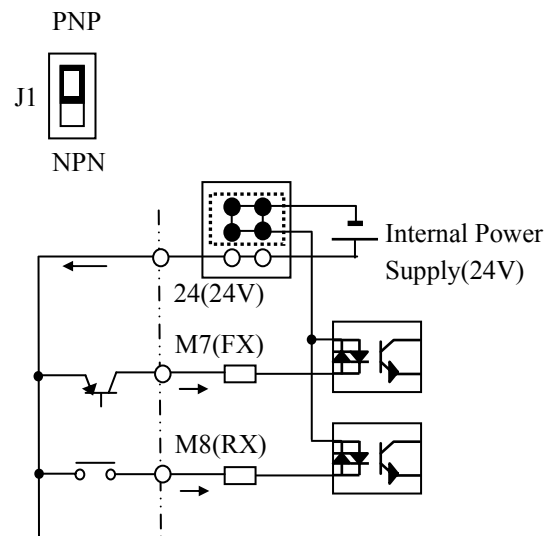 PNP
J1
NPN
Internal Power
Supply(24V)
24(24V)
M7(FX)
M8(RX)